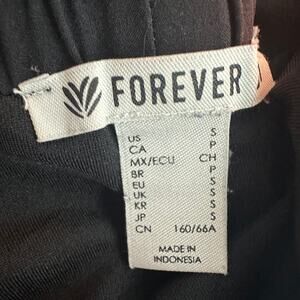 FOREVER
US S
CA P
MX/ECU CH
BR P
EU S
UK S
KR S
JP S
CN 160/66A
MADE IN
INDONESIA